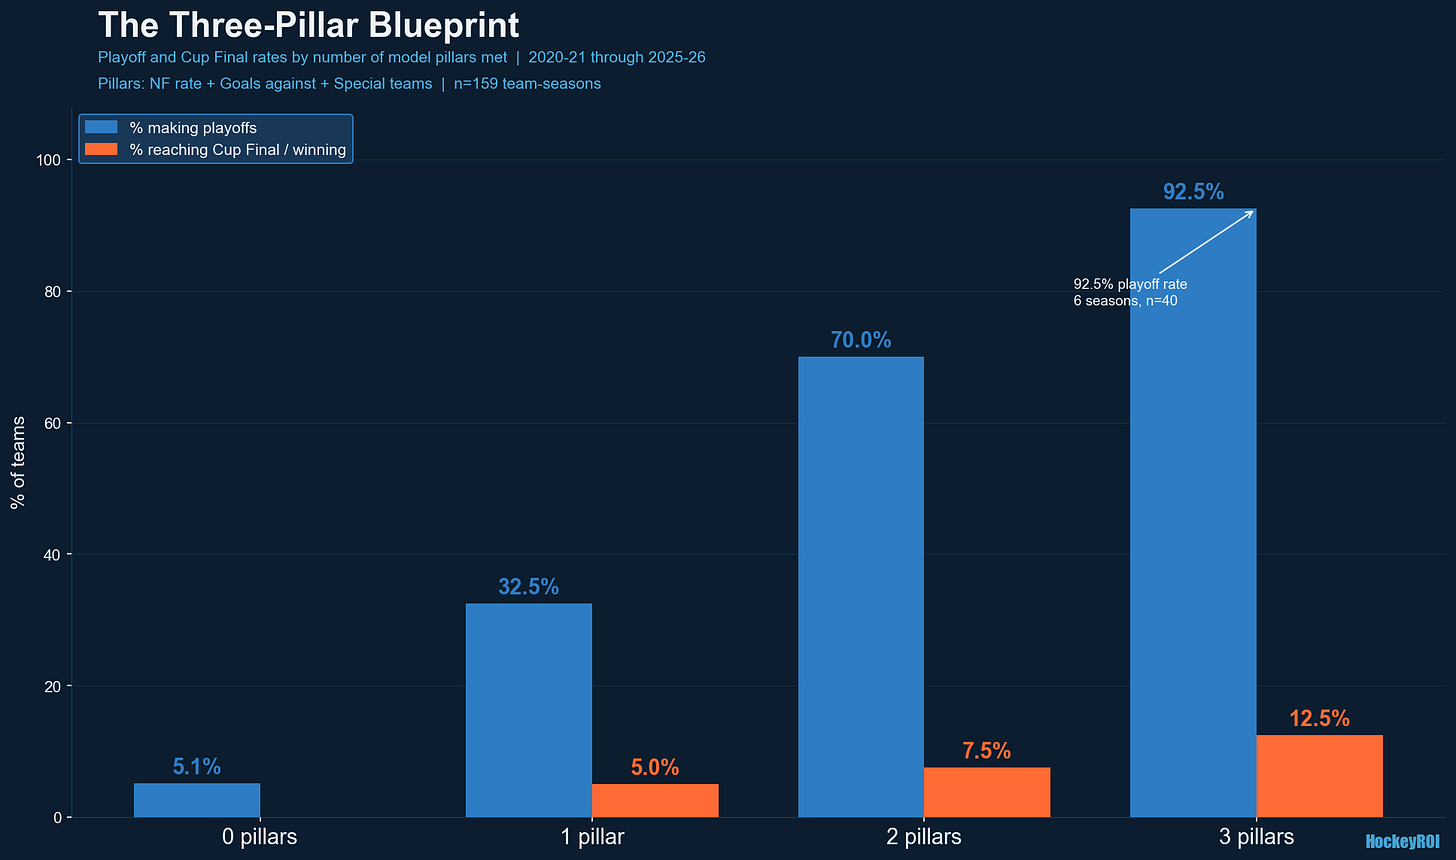 The Three-Pillar Blueprint
Playoff and Cup Final rates by number of model pillars met | 2020-21 through 2025-26
Pillars: NF rate + Goals against + Special teams | n=159 team-seasons
% making playoffs
% reaching Cup Final / winning
% of teams
100
80
60
40
20
0
5.1%
32.5%
5.0%
70.0%
7.5%
92.5%
92.5% playoff rate
6 seasons, n=40
12.5%
0 pillars
1 pillar
2 pillars
3 pillars
HockeyROI